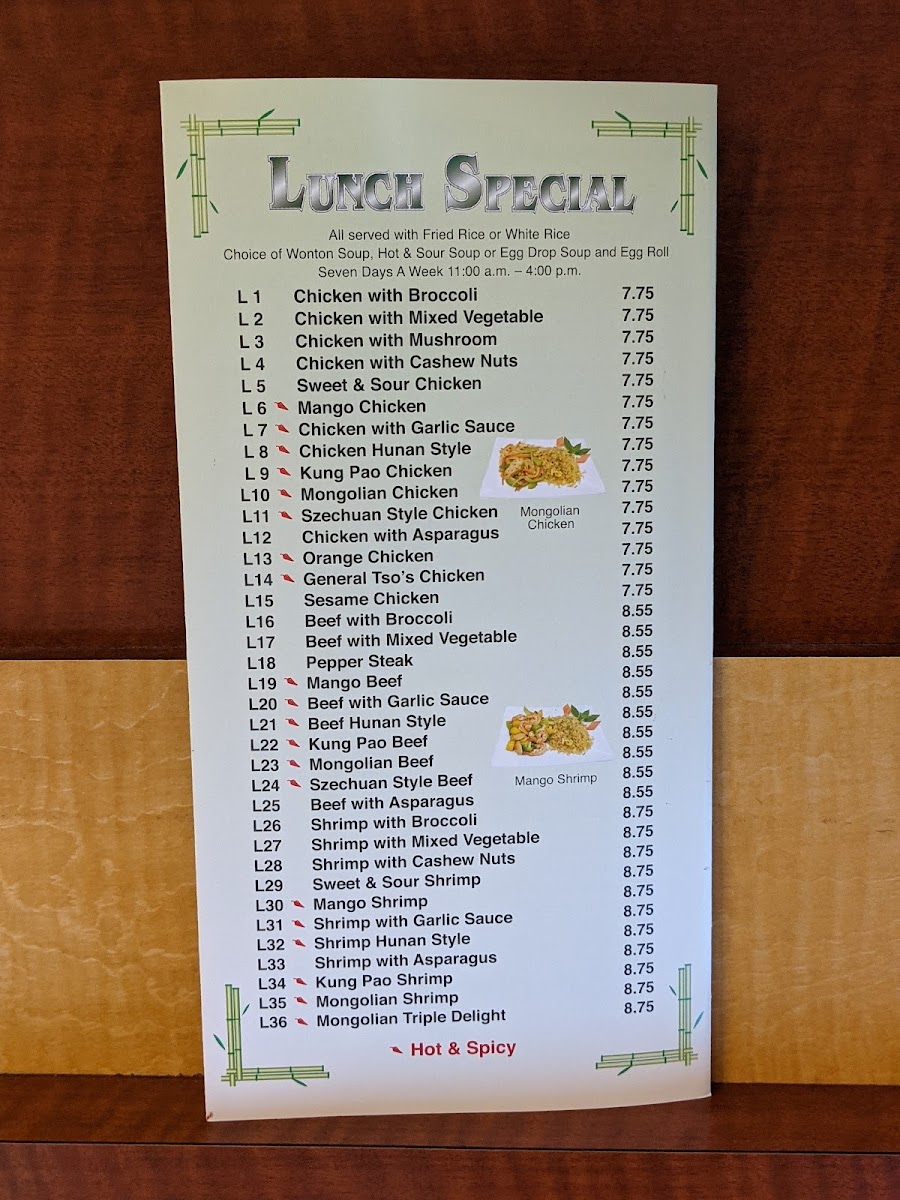 LUNCH SPECIAL
All served with Fried Rice or White Rice
Choice of Wonton Soup, Hot & Sour Soup or Egg Drop Soup and Egg Roll
Seven Days A Week 11:00 a.m. – 4:00 p.m.
L 1 Chicken with Broccoli 7.75
L 2 Chicken with Mixed Vegetable 7.75
L 3 Chicken with Mushroom 7.75
L 4 Chicken with Cashew Nuts 7.75
L 5 Sweet & Sour Chicken 7.75
L 6 Mango Chicken 7.75
L 7 Chicken with Garlic Sauce 7.75
L 8 Chicken Hunan Style 7.75
L 9 Kung Pao Chicken 7.75
L10 Mongolian Chicken 7.75
L11 Szechuan Style Chicken 7.75
L12 Chicken with Asparagus 7.75
L13 Orange Chicken 7.75
L14 General Tso's Chicken 7.75
L15 Sesame Chicken 7.75
L16 Beef with Broccoli 8.55
L17 Beef with Mixed Vegetable 8.55
L18 Pepper Steak 8.55
L19 Mango Beef 8.55
L20 Beef with Garlic Sauce 8.55
L21 Beef Hunan Style 8.55
L22 Kung Pao Beef 8.55
L23 Mongolian Beef 8.55
L24 Szechuan Style Beef 8.55
L25 Beef with Asparagus 8.55
L26 Shrimp with Broccoli 8.75
L27 Shrimp with Mixed Vegetable 8.75
L28 Shrimp with Cashew Nuts 8.75
L29 Sweet & Sour Shrimp 8.75
L30 Mango Shrimp 8.75
L31 Shrimp with Garlic Sauce 8.75
L32 Shrimp Hunan Style 8.75
L33 Shrimp with Asparagus 8.75
L34 Kung Pao Shrimp 8.75
L35 Mongolian Shrimp 8.75
L36 Mongolian Triple Delight 8.75
Mongolian
Chicken
Mango Shrimp
Hot & Spicy